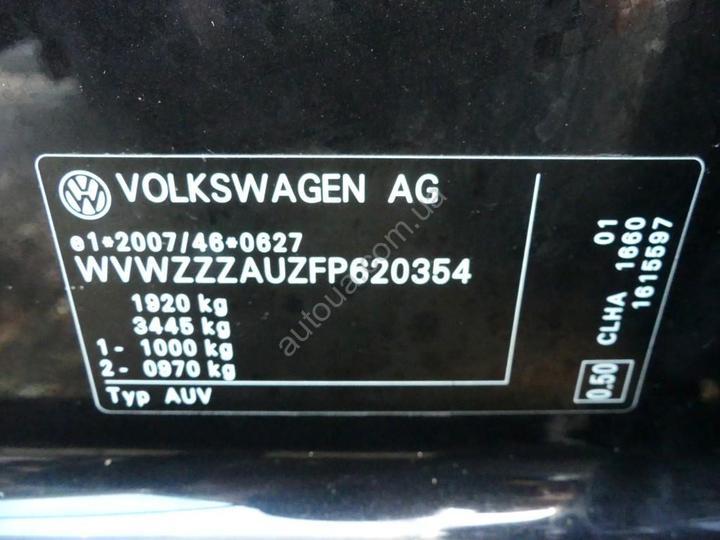 VOLKSWAGEN AG
e1*2007/46*0627
WVWZZZAUZFP620354
1920 kg
3445 kg
1- 1000 kg
2- 0970 kg
Typ AUV
01
CLHA 1660
1615597
0.50
autoua.com.ua